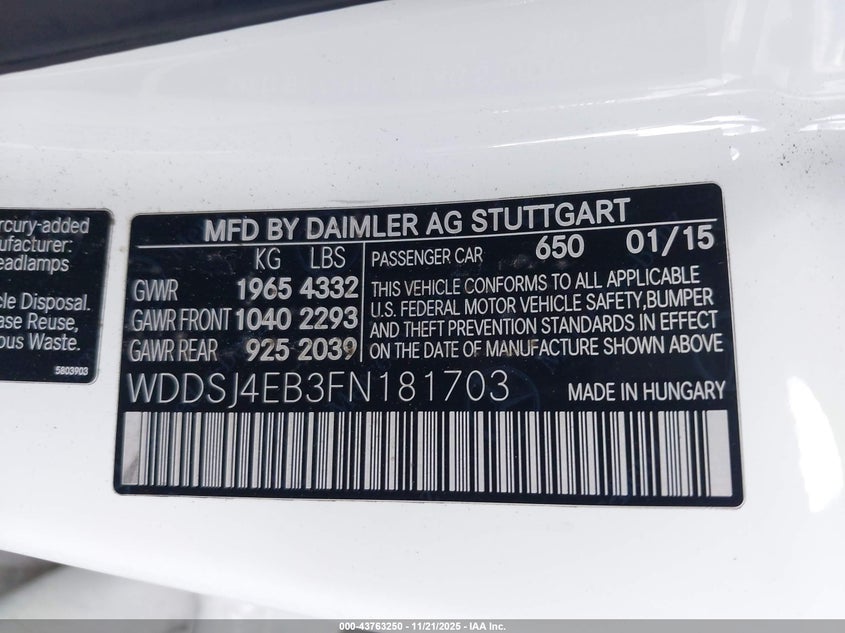 rcury-added
ufacturer:
eadlamps
cle Disposal.
ase Reuse,
ous Waste.
5803903
MFD BY DAIMLER AG STUTTGART
KG LBS
GVWR 1965 4332
GAWR FRONT 1040 2293
GAWR REAR 925 2039
PASSENGER CAR 650 01/15
THIS VEHICLE CONFORMS TO ALL APPLICABLE
U.S. FEDERAL MOTOR VEHICLE SAFETY,BUMPER
AND THEFT PREVENTION STANDARDS IN EFFECT
ON THE DATE OF MANUFACTURE SHOWN ABOVE
WDDSJ4EB3FN181703 MADE IN HUNGARY
000-43763250 - 11/21/2025 - IAA Inc.